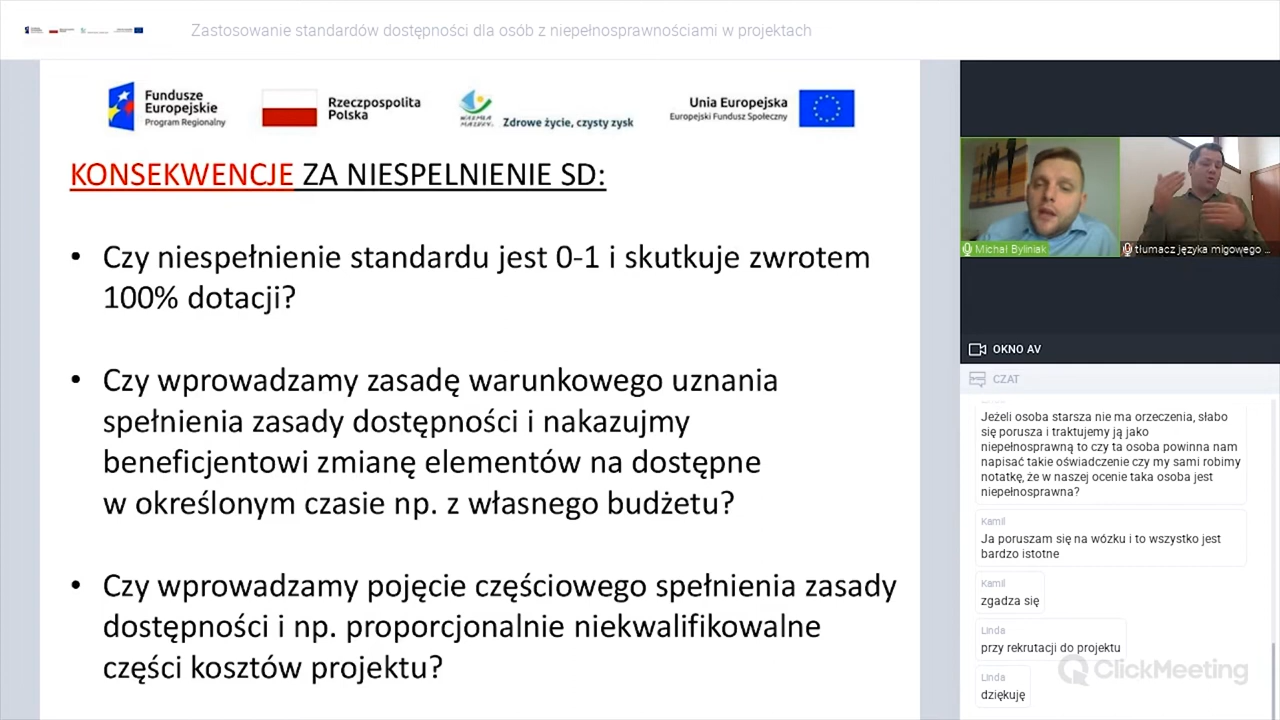 Zastosowanie standardów dostępności dla osób z niepełnosprawnościami w projektach
Fundusze
Europejskie
Program Regionalny
Rzeczpospolita
Polska
WARMIA
MAZURY
Zdrowe życie, czysty zysk
Unia Europejska
Europejski Fundusz Społeczny
KONSEKWENCJE ZA NIESPELNIENIE SD:
• Czy niespełnienie standardu jest 0-1 i skutkuje zwrotem
100% dotacji?
• Czy wprowadzamy zasadę warunkowego uznania
spełnienia zasady dostępności i nakazujmy
beneficjentowi zmianę elementów na dostępne
w określonym czasie np. z własnego budżetu?
• Czy wprowadzamy pojęcie częściowego spełnienia zasady
dostępności i np. proporcjonalnie niekwalifikowalne
części kosztów projektu?
Michał Byliniak
tłumacz języka migowego ...
OKNO AV
CZAT
Jeżeli osoba starsza nie ma orzeczenia, słabo
się porusza i traktujemy ją jako
niepełnosprawną to czy ta osoba powinna nam
napisać takie oświadczenie czy my sami robimy
notatkę, że w naszej ocenie taka osoba jest
niepełnosprawna?
Kamil
Ja poruszam się na wózku i to wszystko jest
bardzo istotne
Kamil
zgadza się
Linda
przy rekrutacji do projektu
Linda
dziękuję
ClickMeeting